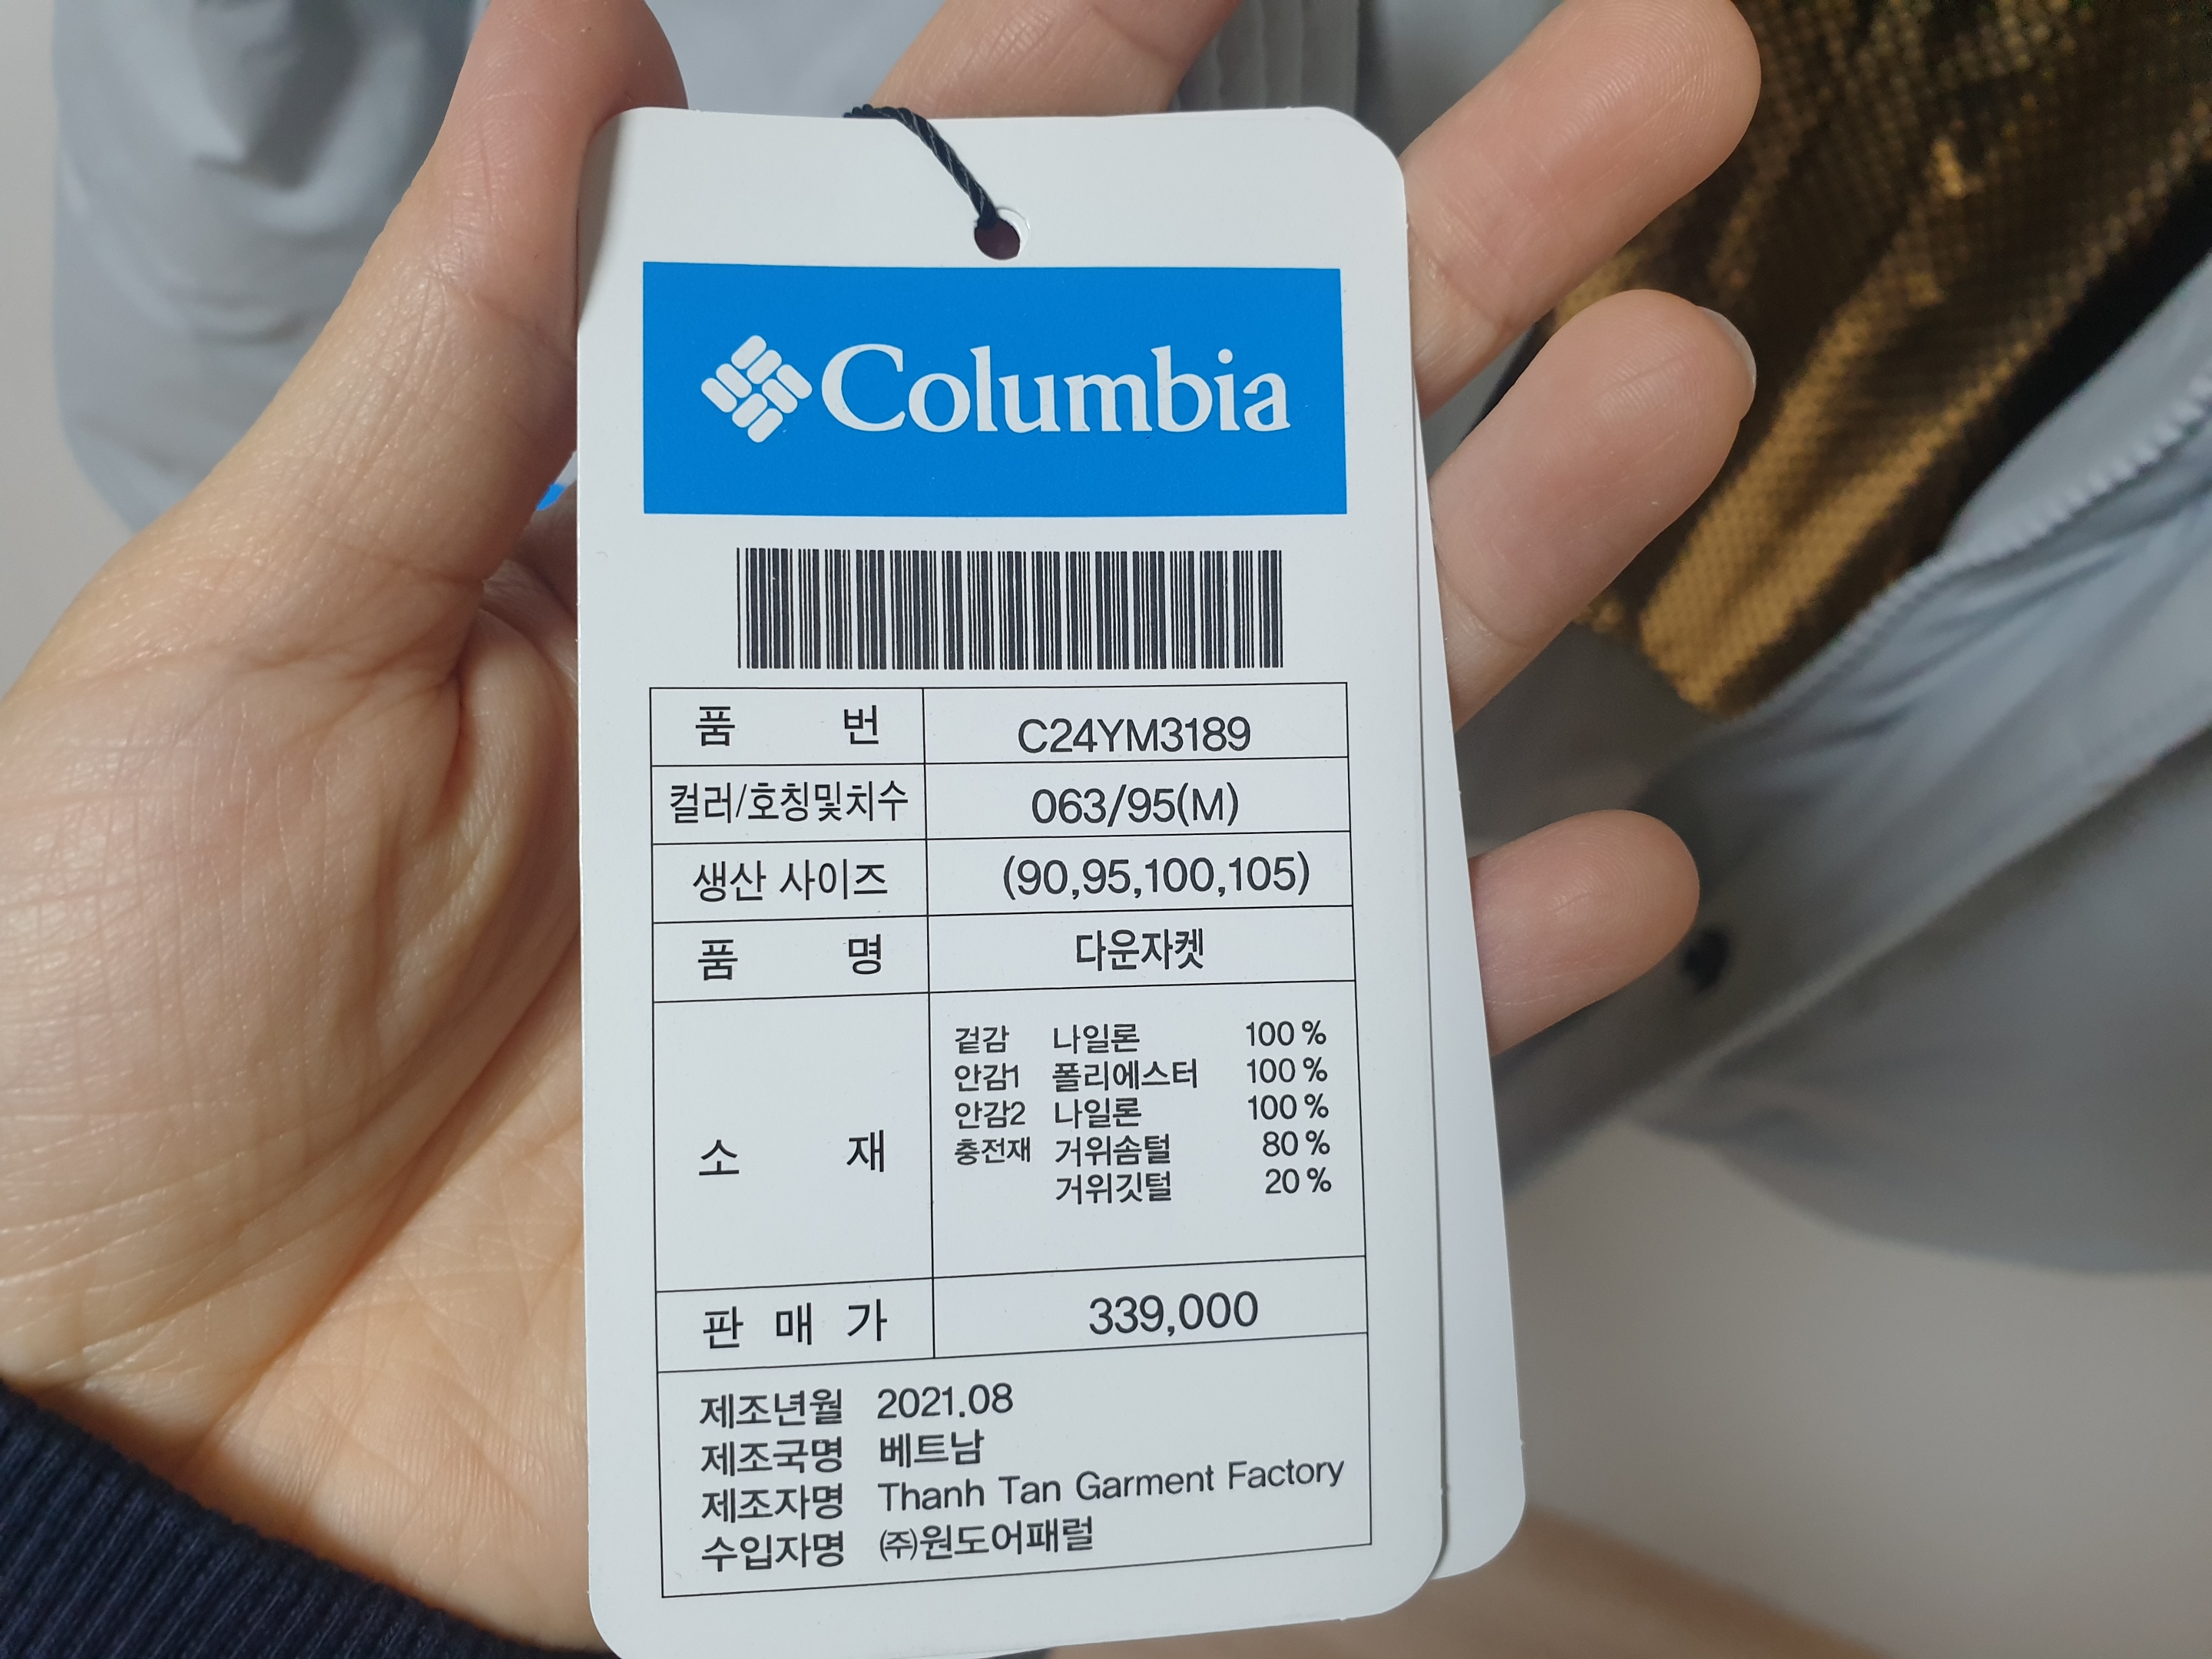 Columbia
품 번 C24YM3189
컬러/호칭및치수 063/95(M)
생산 사이즈 (90,95,100,105)
품 명 다운자켓
소 재
겉감 나일론 100 %
안감1 폴리에스터 100 %
안감2 나일론 100 %
충전재 거위솜털 80 %
거위깃털 20 %
판 매 가 339,000
제조년월 2021.08
제조국명 베트남
제조자명 Thanh Tan Garment Factory
수입자명 ㈜원도어패럴